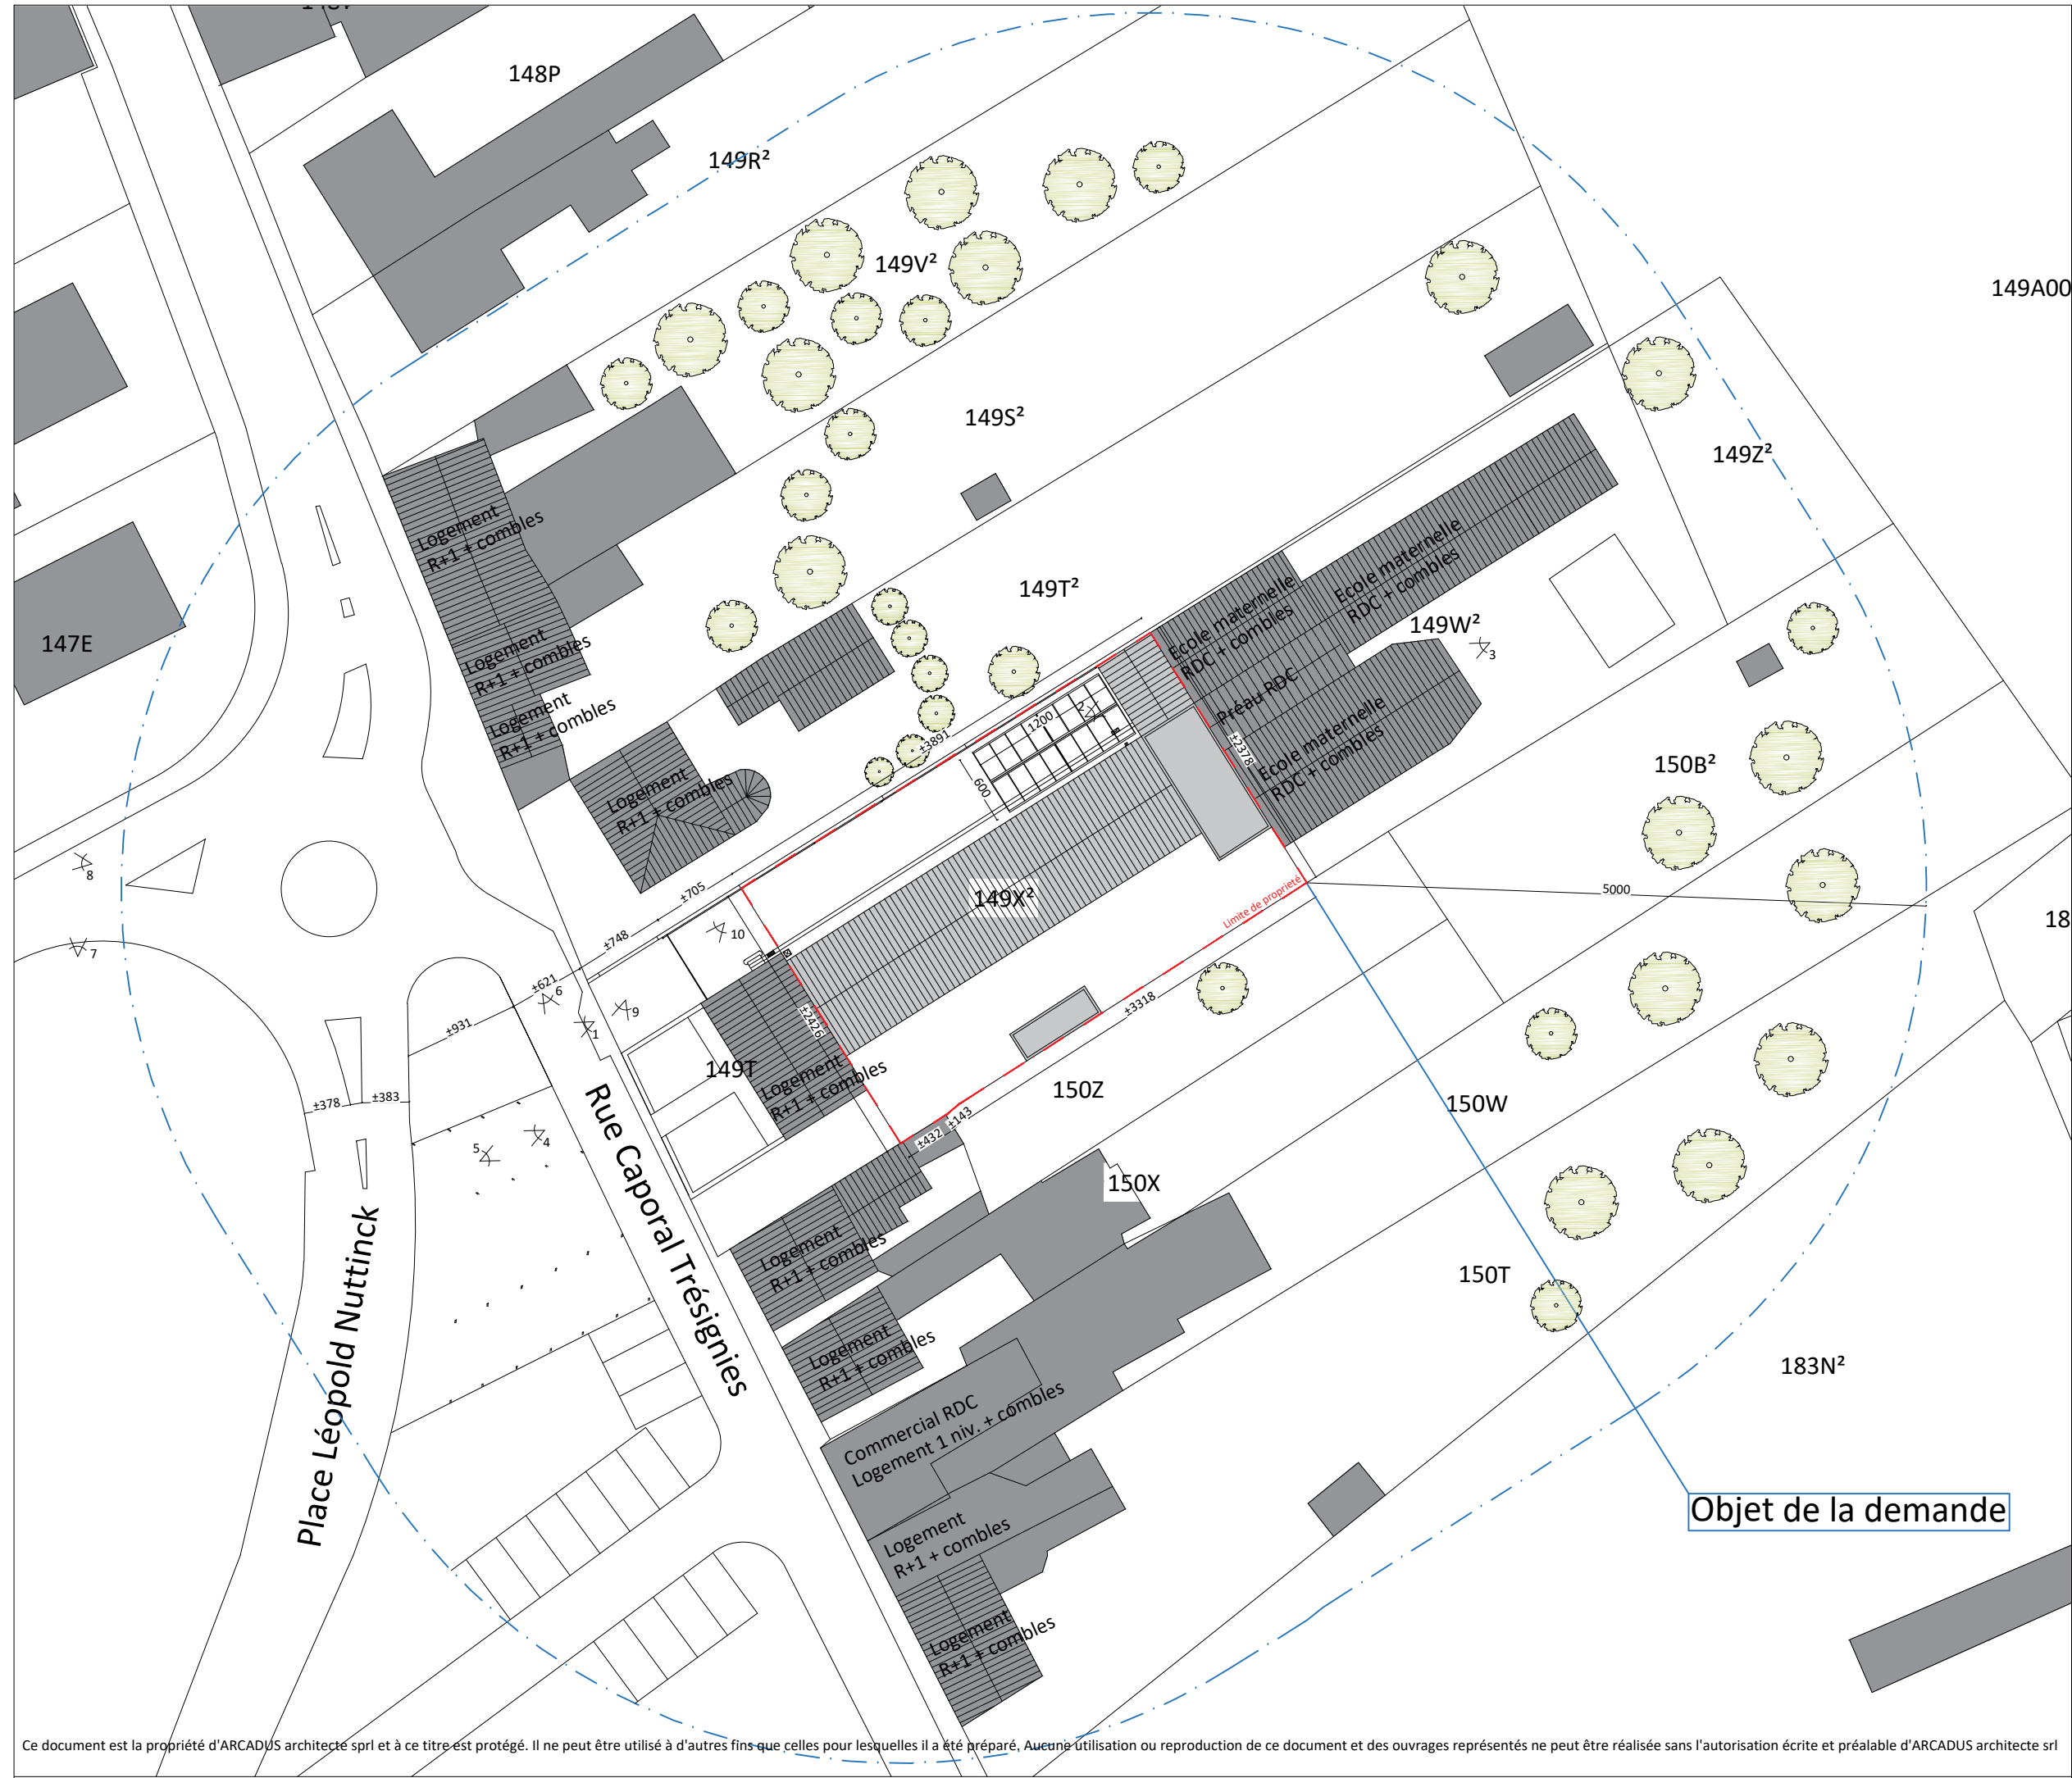 148P
149R²
149V²
149A00
149S²
149Z²
Logement
R+1 + combles
Ecole maternelle
RDC + combles
149T²
Ecole maternelle
RDC + combles
149W²
3
147E
Logement
R+1 + combles
Logement
R+1 + combles
Préau RDC
1200
2
±3891
±2378
Ecole maternelle
RDC + combles
150B²
600
Logement
R+1 + combles
8
±705
149X²
Limite de propriété
5000
18
7
±748
10
±621
6
9
1
±931
±2426
±3318
149T
Logement
R+1 + combles
150Z
150W
±378
±383
5
4
±432
±143
Rue Caporal Trésignies
150X
Place Léopold Nuttinck
Logement
R+1 + combles
150T
Logement
R+1 + combles
183N²
Commercial RDC
Logement 1 niv. + combles
Objet de la demande
Logement
R+1 + combles
Logement
R+1 + combles
Ce document est la propriété d'ARCADUS architecte sprl et à ce titre est protégé. Il ne peut être utilisé à d'autres fins que celles pour lesquelles il a été préparé. Aucune utilisation ou reproduction de ce document et des ouvrages représentés ne peut être réalisée sans l'autorisation écrite et préalable d'ARCADUS architecte srl